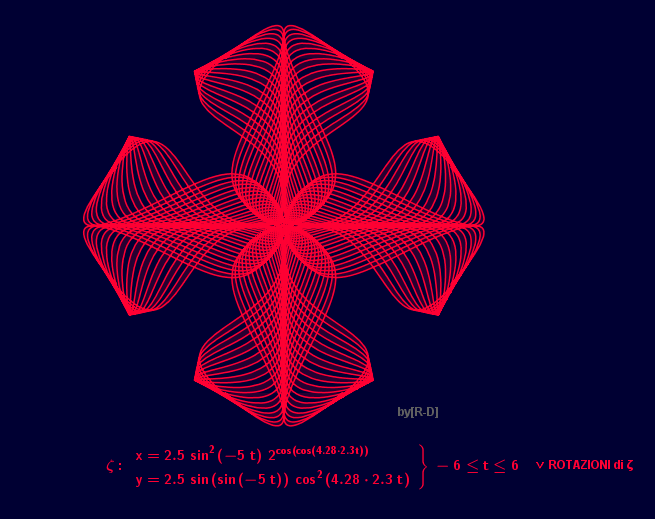 by[R-D]
ζ : x = 2.5 sin²(−5 t) 2^cos(cos(4.28·2.3t))
y = 2.5 sin(sin(−5 t)) cos²(4.28 · 2.3 t) } − 6 ≤ t ≤ 6 ∨ ROTAZIONI di ζ